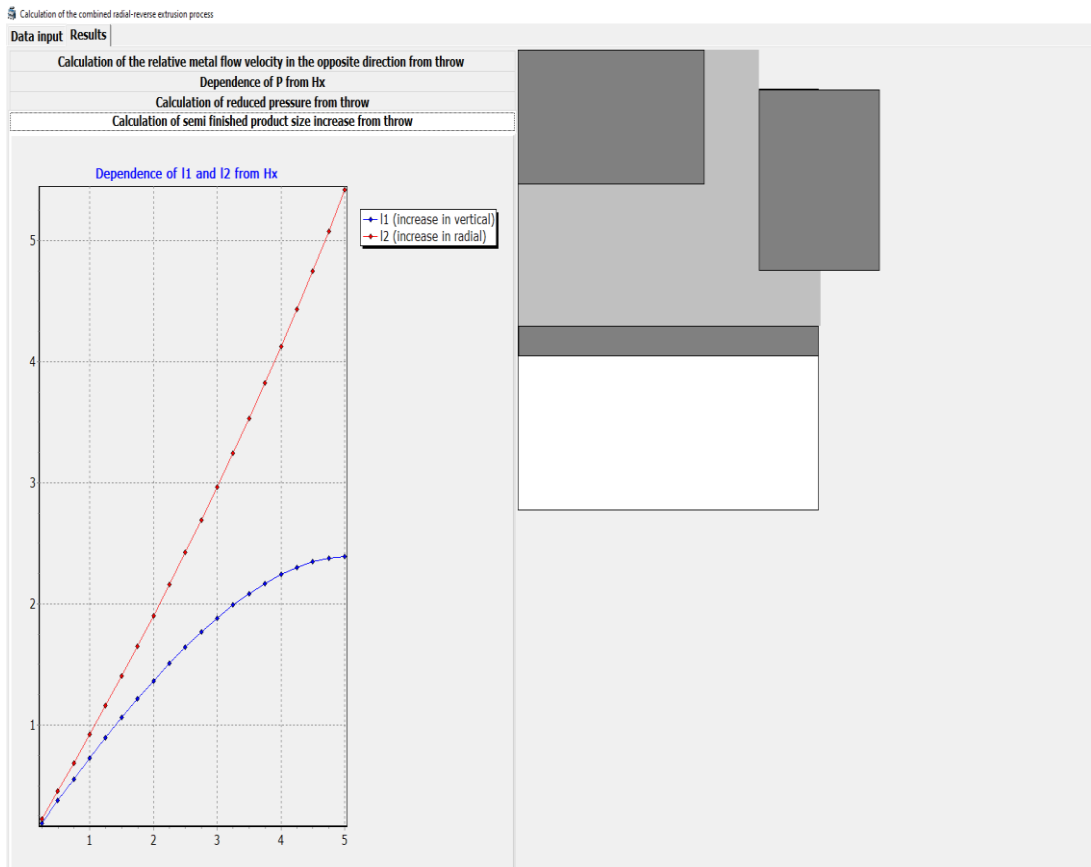 Calculation of the combined radial-reverse extrusion process
Data input Results
Calculation of the relative metal flow velocity in the opposite direction from throw
Dependence of P from Hx
Calculation of reduced pressure from throw
Calculation of semi finished product size increase from throw
Dependence of l1 and l2 from Hx
l1 (increase in vertical)
l2 (increase in radial)
5
4
3
2
1
1 2 3 4 5